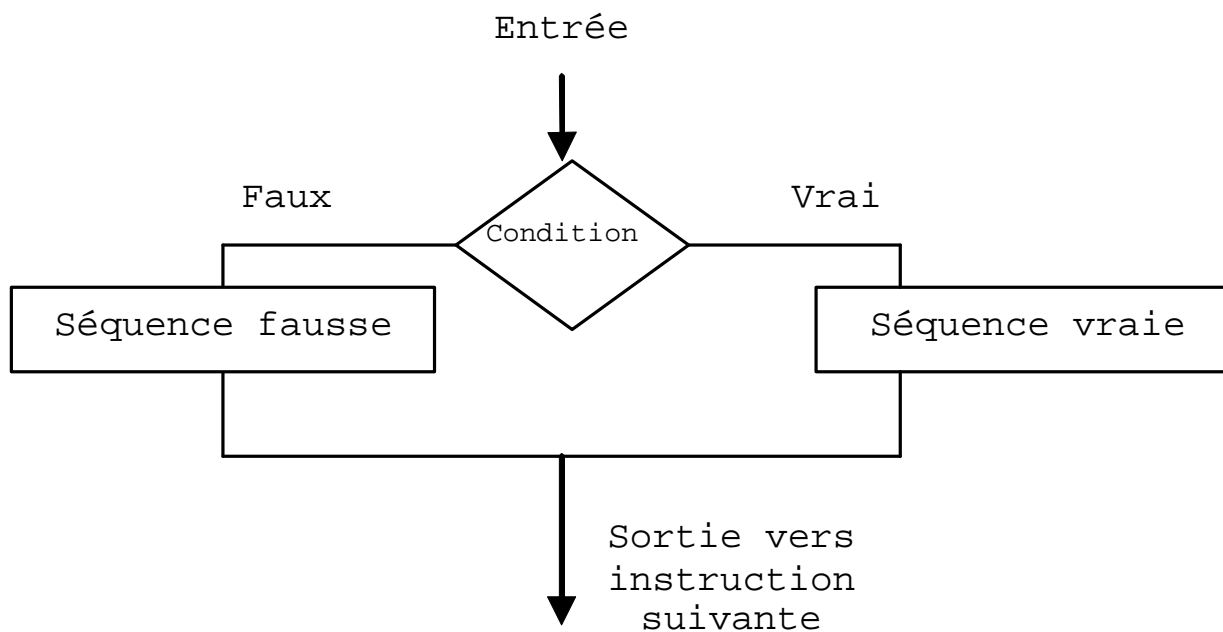 Entrée
Faux
Vrai
Condition
Séquence fausse
Séquence vraie
Sortie vers
instruction
suivante